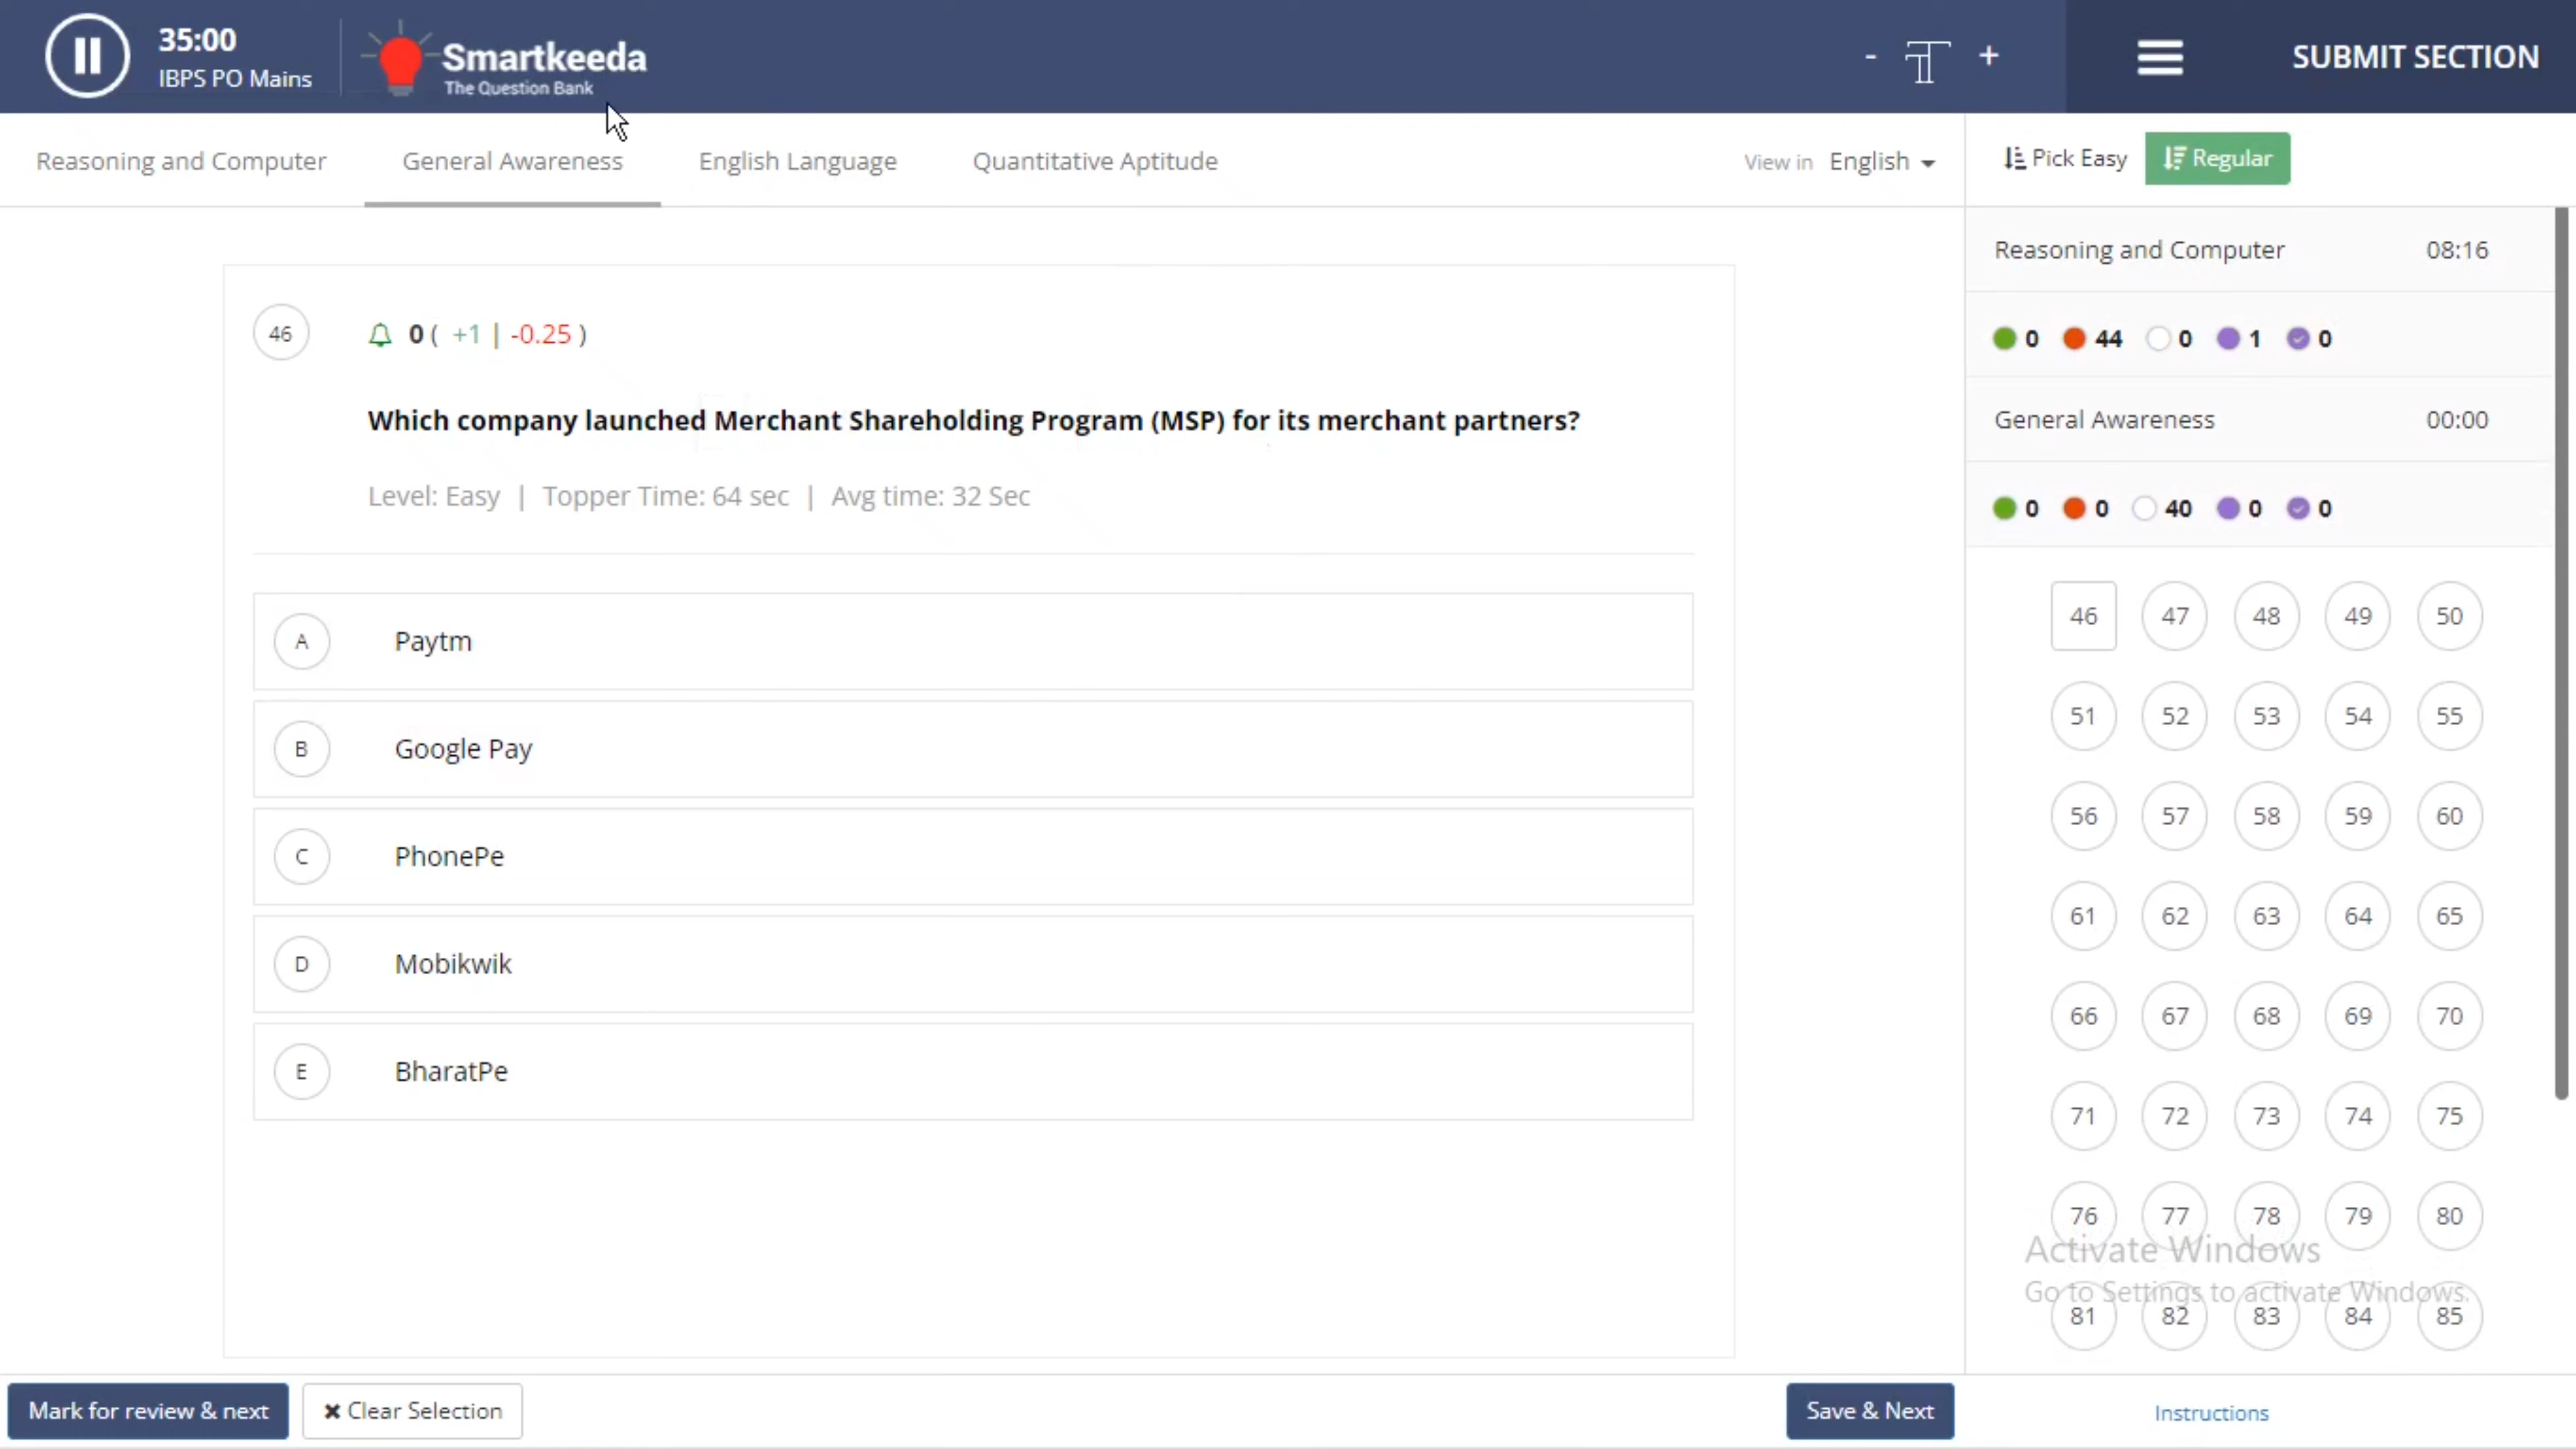 35:00
IBPS PO Mains
Smartkeeda
The Question Bank
- T +
SUBMIT SECTION
Reasoning and Computer
General Awareness
English Language
Quantitative Aptitude
View in English
Pick Easy
Regular
46
0 ( +1 | -0.25 )
Which company launched Merchant Shareholding Program (MSP) for its merchant partners?
Level: Easy | Topper Time: 64 sec | Avg time: 32 Sec
A Paytm
B Google Pay
C PhonePe
D Mobikwik
E BharatPe
Reasoning and Computer 08:16
0 44 0 1 0
General Awareness 00:00
0 0 40 0 0
46 47 48 49 50
51 52 53 54 55
56 57 58 59 60
61 62 63 64 65
66 67 68 69 70
71 72 73 74 75
76 77 78 79 80
Activate Windows
Go to Settings to activate Windows.
81 82 83 84 85
Mark for review & next
Clear Selection
Save & Next
Instructions